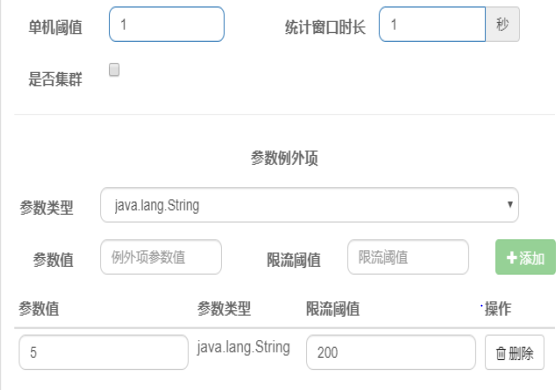 单机阈值 1 统计窗口时长 1 秒
是否集群
参数例外项
参数类型 java.lang.String
参数值 例外项参数值 限流阈值 限流阈值 +添加
参数值 参数类型 限流阈值 操作
5 java.lang.String 200 删除